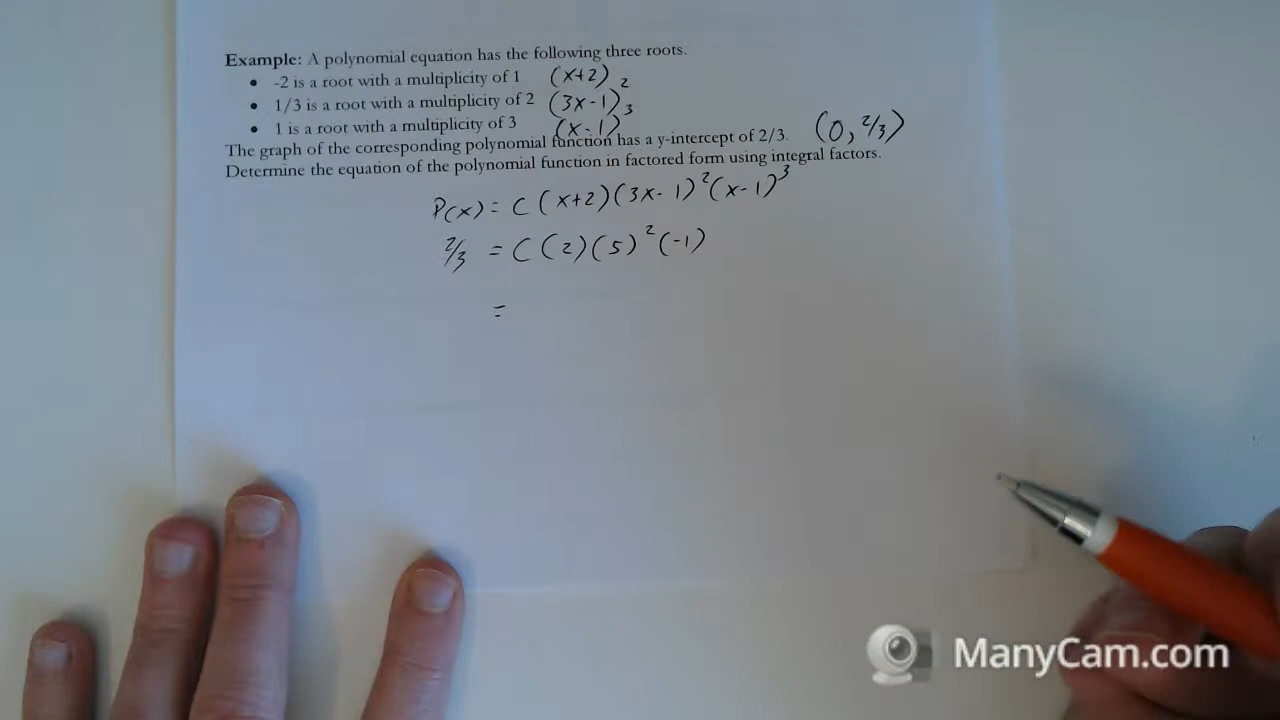 Example: A polynomial equation has the following three roots.
• -2 is a root with a multiplicity of 1 (x+2)
• 1/3 is a root with a multiplicity of 2 (3x-1)²
• 1 is a root with a multiplicity of 3 (x-1)³
The graph of the corresponding polynomial function has a y-intercept of 2/3. (0, 2/3)
Determine the equation of the polynomial function in factored form using integral factors.
P(x) = C(x+2)(3x-1)²(x-1)³
2/3 = C(2)(5)²(-1)
=
ManyCam.com